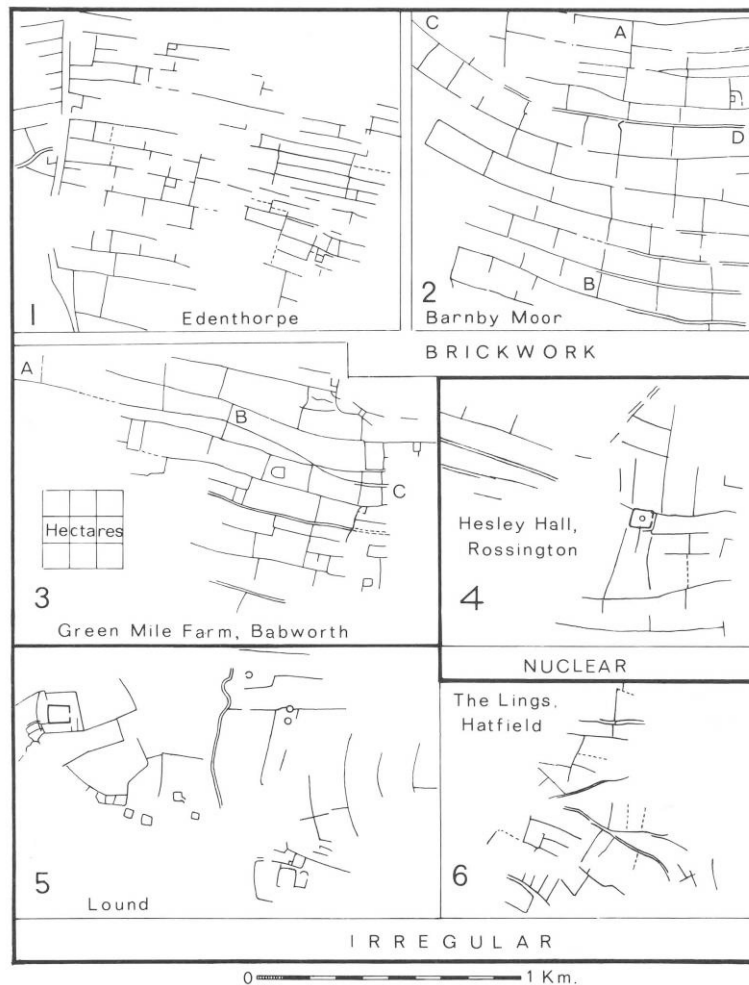 C
A
D
B
1
Edenthorpe
2
Barnby Moor
BRICKWORK
A
B
C
Hectares
3
Green Mile Farm, Babworth
Hesley Hall,
Rossington
4
NUCLEAR
The Lings,
Hatfield
5
Lound
6
IRREGULAR
0 1 Km.